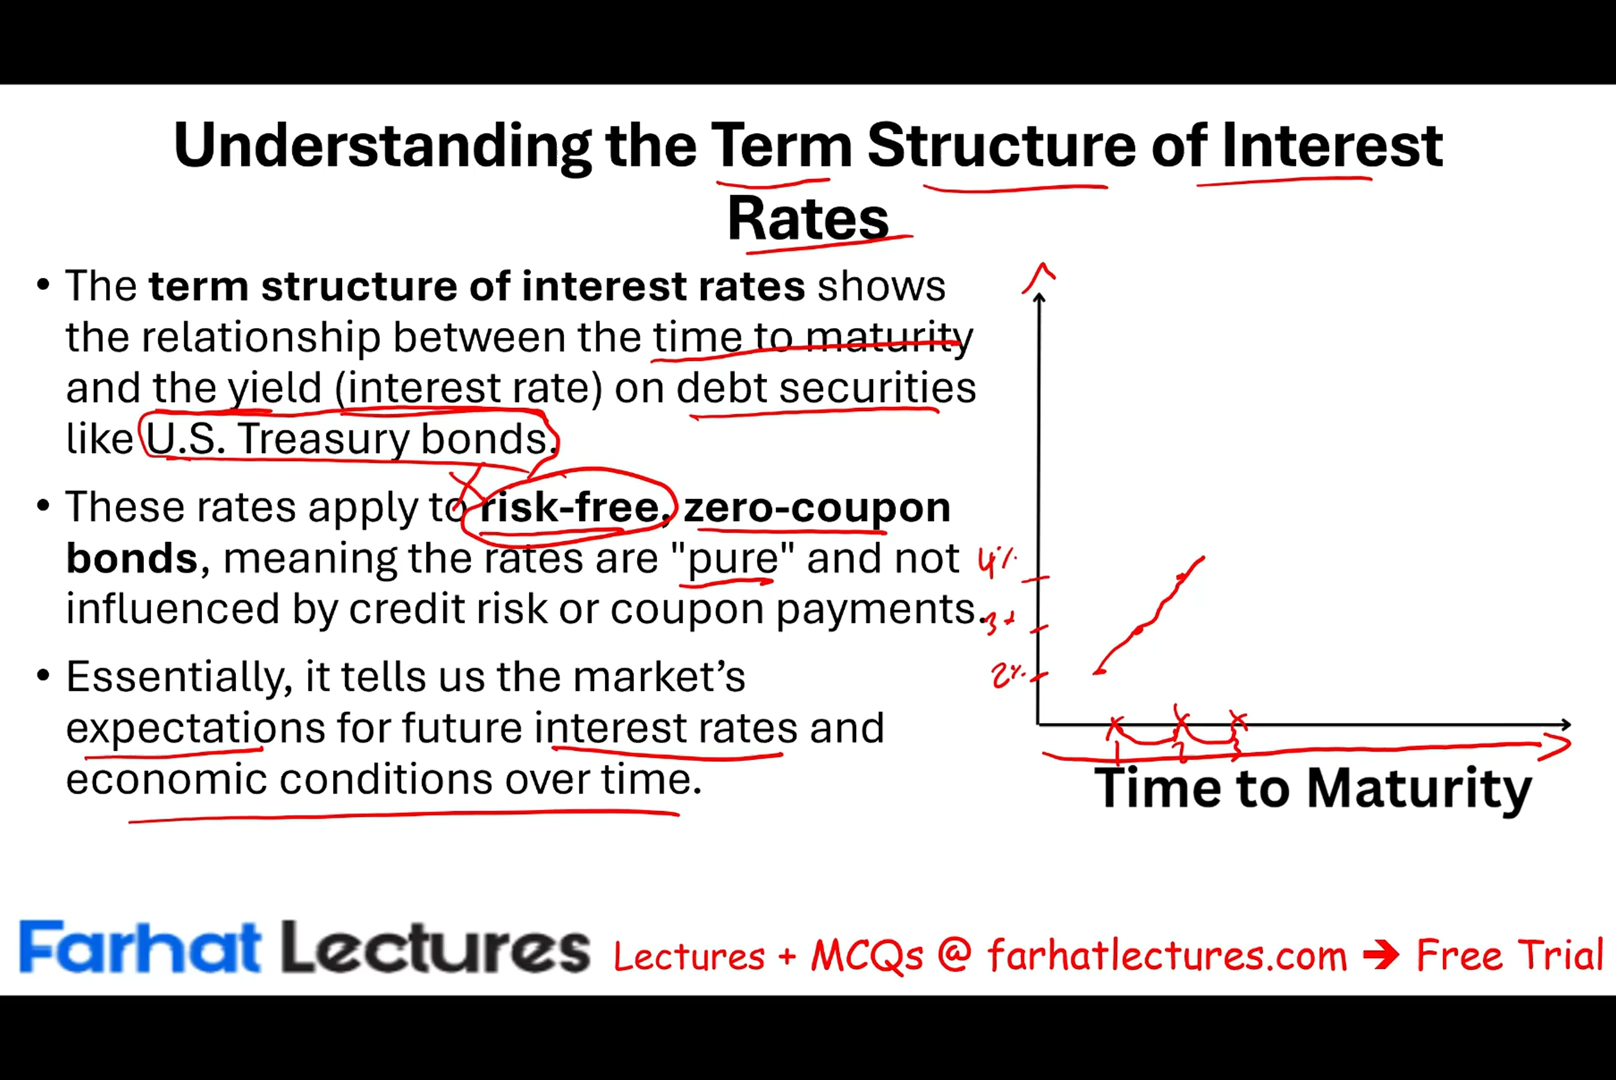 Understanding the Term Structure of Interest
Rates
• The term structure of interest rates shows
the relationship between the time to maturity
and the yield (interest rate) on debt securities
like U.S. Treasury bonds.
• These rates apply to risk-free, zero-coupon
bonds, meaning the rates are "pure" and not
influenced by credit risk or coupon payments.
• Essentially, it tells us the market’s
expectations for future interest rates and
economic conditions over time.
4%
3
2%
1 2 3
Time to Maturity
Farhat Lectures
Lectures + MCQs @ farhatlectures.com ➔ Free Trial